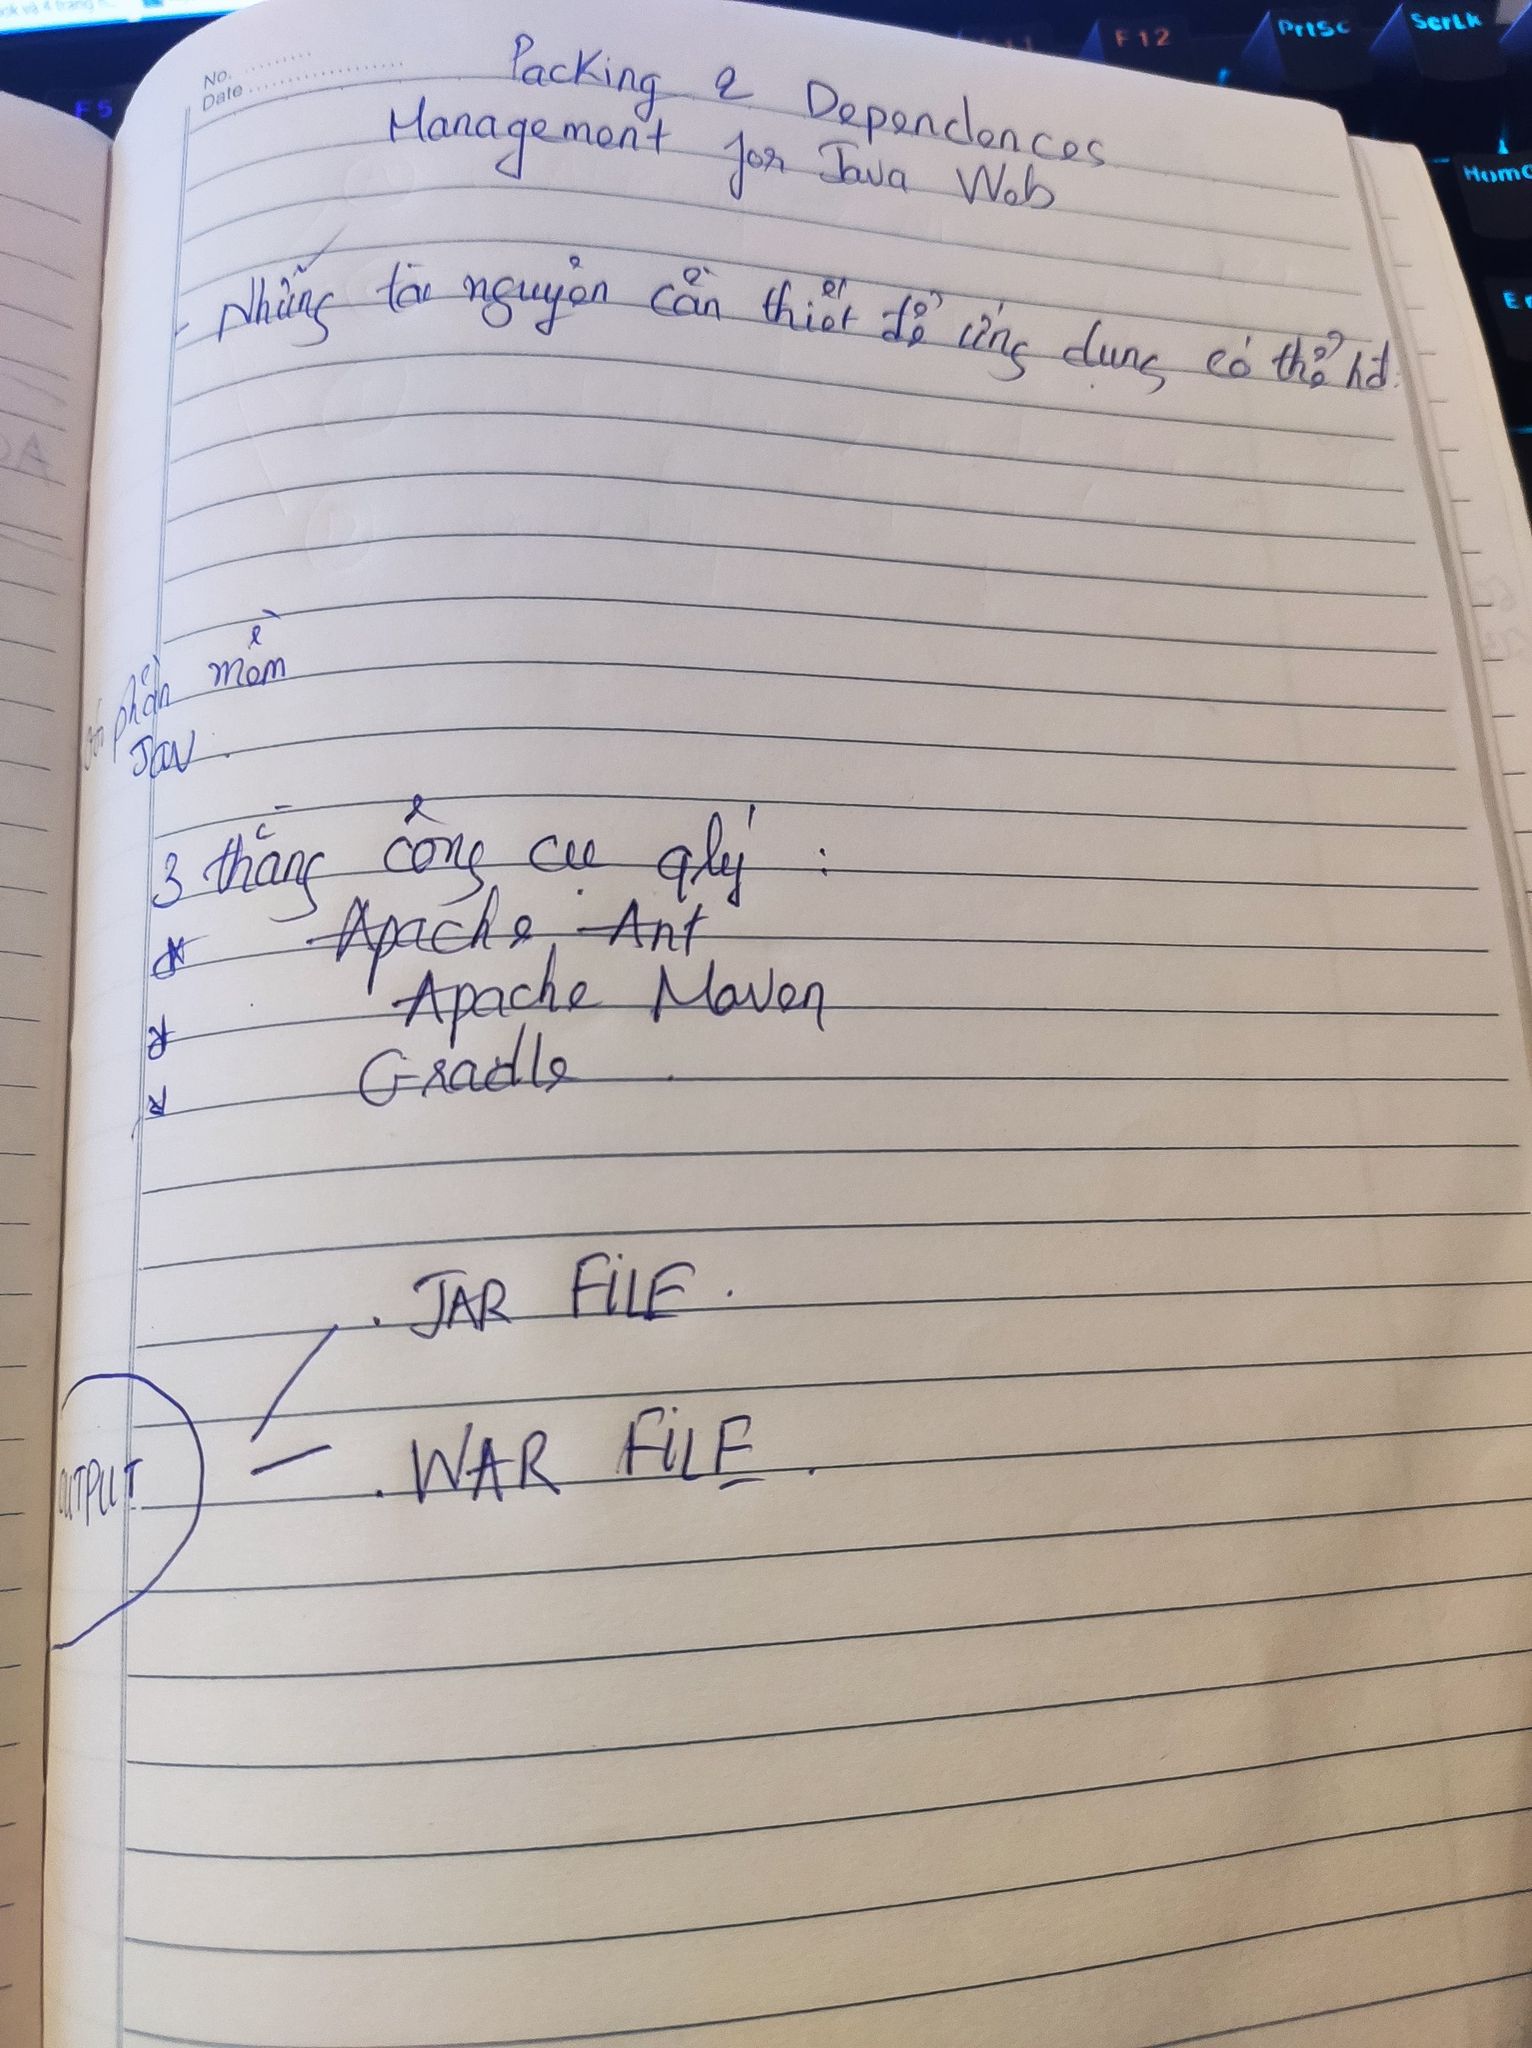 No.
Date
Packing & Dependences
Management for Java Web
- Những tài nguyên cần thiết để ứng dụng có thể hđ.
phần mềm
Jav
3 thằng công cụ qlý :
* Apache Ant
* Apache Maven
* Gradle
. JAR FILE .
OUTPUT
. WAR FILE .
F5
F12
PrtSc
ScrLk
Home